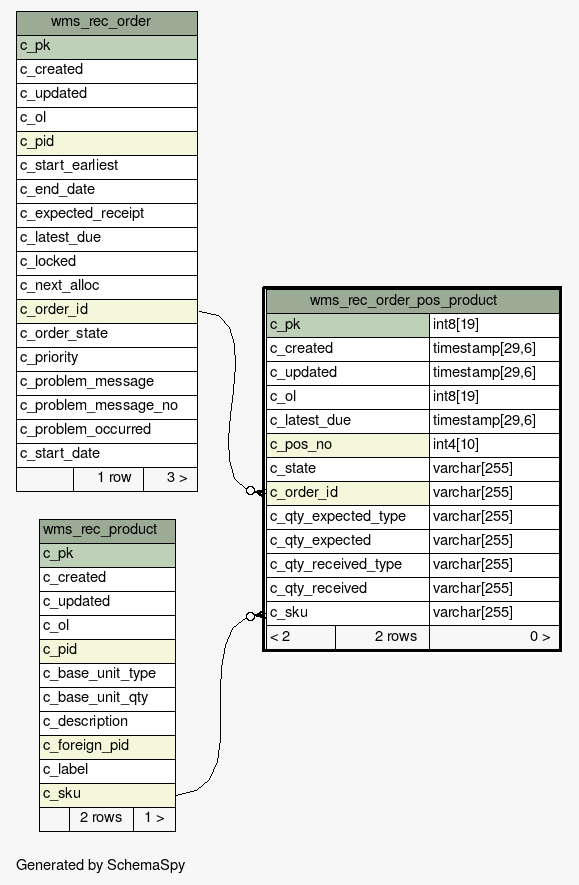 wms_rec_order
c_pk
c_created
c_updated
c_ol
c_pid
c_start_earliest
c_end_date
c_expected_receipt
c_latest_due
c_locked
c_next_alloc
c_order_id
c_order_state
c_priority
c_problem_message
c_problem_message_no
c_problem_occurred
c_start_date
1 row 3 >
wms_rec_order_pos_product
c_pk int8[19]
c_created timestamp[29,6]
c_updated timestamp[29,6]
c_ol int8[19]
c_latest_due timestamp[29,6]
c_pos_no int4[10]
c_state varchar[255]
c_order_id varchar[255]
c_qty_expected_type varchar[255]
c_qty_expected varchar[255]
c_qty_received_type varchar[255]
c_qty_received varchar[255]
c_sku varchar[255]
< 2 2 rows 0 >
wms_rec_product
c_pk
c_created
c_updated
c_ol
c_pid
c_base_unit_type
c_base_unit_qty
c_description
c_foreign_pid
c_label
c_sku
2 rows 1 >
Generated by SchemaSpy